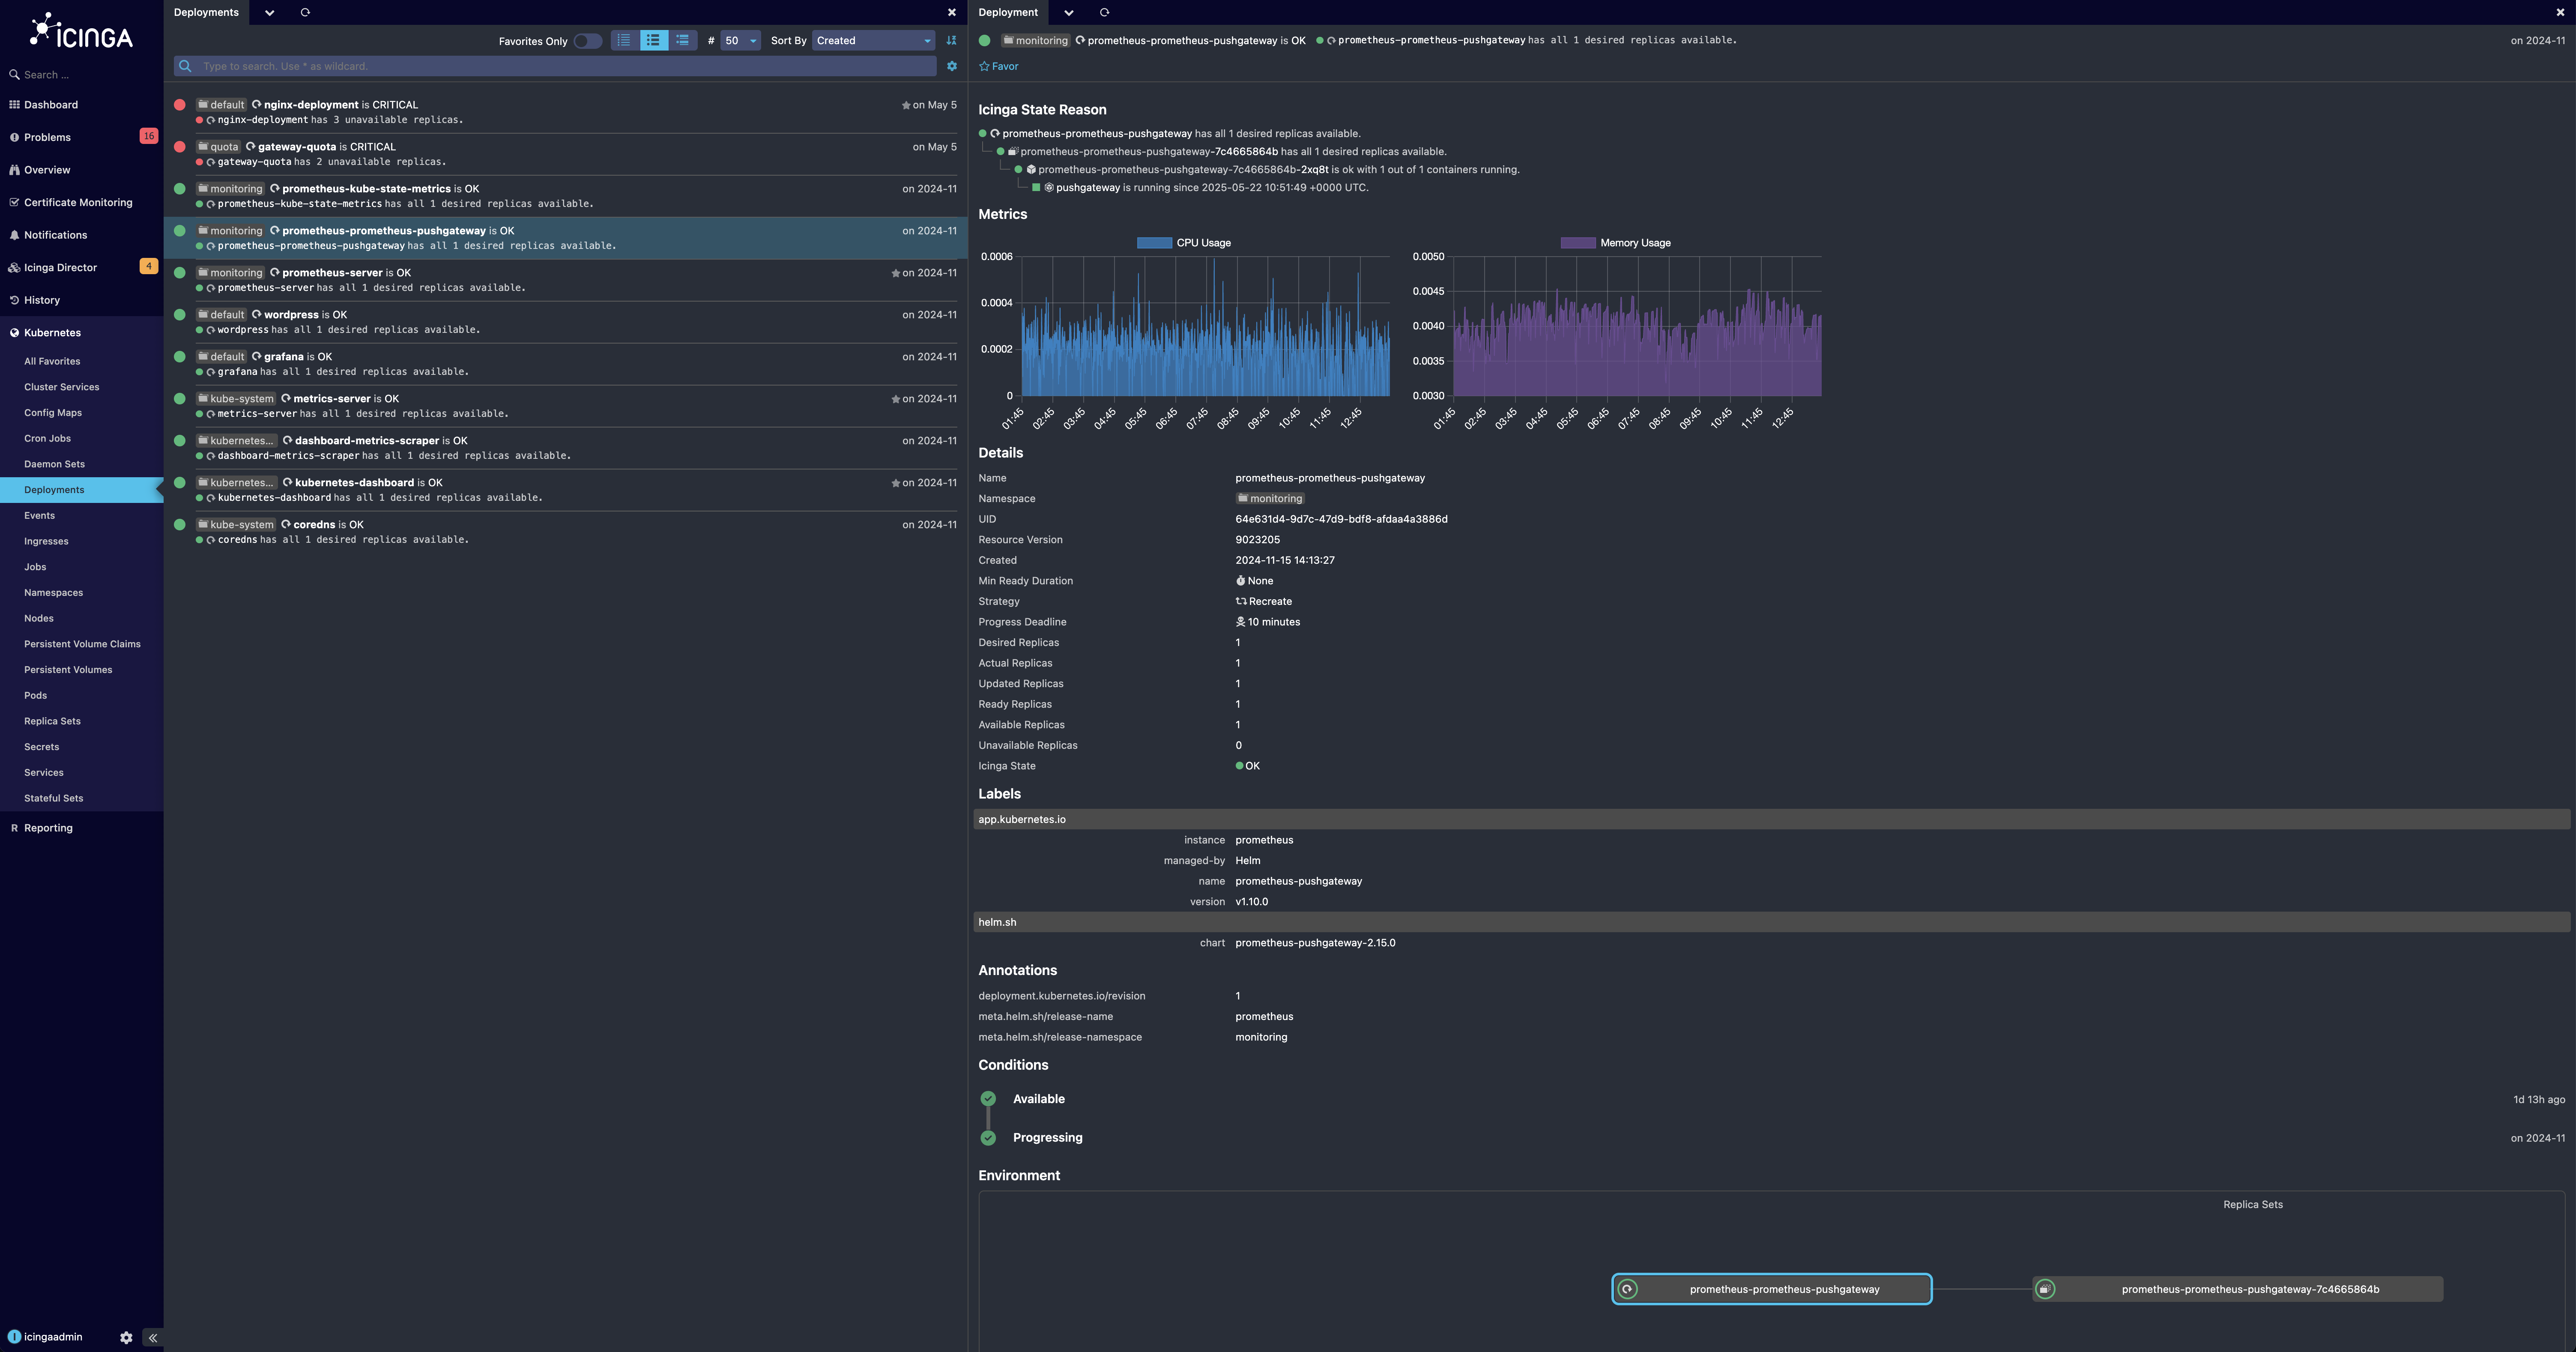 ICINGA
Search ...
Dashboard
Problems 16
Overview
Certificate Monitoring
Notifications
Icinga Director 4
History
Kubernetes
All Favorites
Cluster Services
Config Maps
Cron Jobs
Daemon Sets
Deployments
Events
Ingresses
Jobs
Namespaces
Nodes
Persistent Volume Claims
Persistent Volumes
Pods
Replica Sets
Secrets
Services
Stateful Sets
R Reporting
I icingaadmin
Deployments
Favorites Only # 50 Sort By Created
Type to search. Use * as wildcard.
default nginx-deployment is CRITICAL on May 5
nginx-deployment has 3 unavailable replicas.
quota gateway-quota is CRITICAL on May 5
gateway-quota has 2 unavailable replicas.
monitoring prometheus-kube-state-metrics is OK on 2024-11
prometheus-kube-state-metrics has all 1 desired replicas available.
monitoring prometheus-prometheus-pushgateway is OK on 2024-11
prometheus-prometheus-pushgateway has all 1 desired replicas available.
monitoring prometheus-server is OK on 2024-11
prometheus-server has all 1 desired replicas available.
default wordpress is OK on 2024-11
wordpress has all 1 desired replicas available.
default grafana is OK on 2024-11
grafana has all 1 desired replicas available.
kube-system metrics-server is OK on 2024-11
metrics-server has all 1 desired replicas available.
kubernetes... dashboard-metrics-scraper is OK on 2024-11
dashboard-metrics-scraper has all 1 desired replicas available.
kubernetes... kubernetes-dashboard is OK on 2024-11
kubernetes-dashboard has all 1 desired replicas available.
kube-system coredns is OK on 2024-11
coredns has all 1 desired replicas available.
Deployment
monitoring prometheus-prometheus-pushgateway is OK prometheus-prometheus-pushgateway has all 1 desired replicas available. on 2024-11
Favor
Icinga State Reason
prometheus-prometheus-pushgateway has all 1 desired replicas available.
prometheus-prometheus-pushgateway-7c4665864b has all 1 desired replicas available.
prometheus-prometheus-pushgateway-7c4665864b-2xq8t is ok with 1 out of 1 containers running.
pushgateway is running since 2025-05-22 10:51:49 +0000 UTC.
Metrics
CPU Usage
0.0006
0.0004
0.0002
0
01:45 02:45 03:45 04:45 05:45 06:45 07:45 08:45 09:45 10:45 11:45 12:45
Memory Usage
0.0050
0.0045
0.0040
0.0035
0.0030
01:45 02:45 03:45 04:45 05:45 06:45 07:45 08:45 09:45 10:45 11:45 12:45
Details
Name prometheus-prometheus-pushgateway
Namespace monitoring
UID 64e631d4-9d7c-47d9-bdf8-afdaa4a3886d
Resource Version 9023205
Created 2024-11-15 14:13:27
Min Ready Duration None
Strategy Recreate
Progress Deadline 10 minutes
Desired Replicas 1
Actual Replicas 1
Updated Replicas 1
Ready Replicas 1
Available Replicas 1
Unavailable Replicas 0
Icinga State OK
Labels
app.kubernetes.io
instance prometheus
managed-by Helm
name prometheus-pushgateway
version v1.10.0
helm.sh
chart prometheus-pushgateway-2.15.0
Annotations
deployment.kubernetes.io/revision 1
meta.helm.sh/release-name prometheus
meta.helm.sh/release-namespace monitoring
Conditions
Available 1d 13h ago
Progressing on 2024-11
Environment
Replica Sets
prometheus-prometheus-pushgateway prometheus-prometheus-pushgateway-7c4665864b